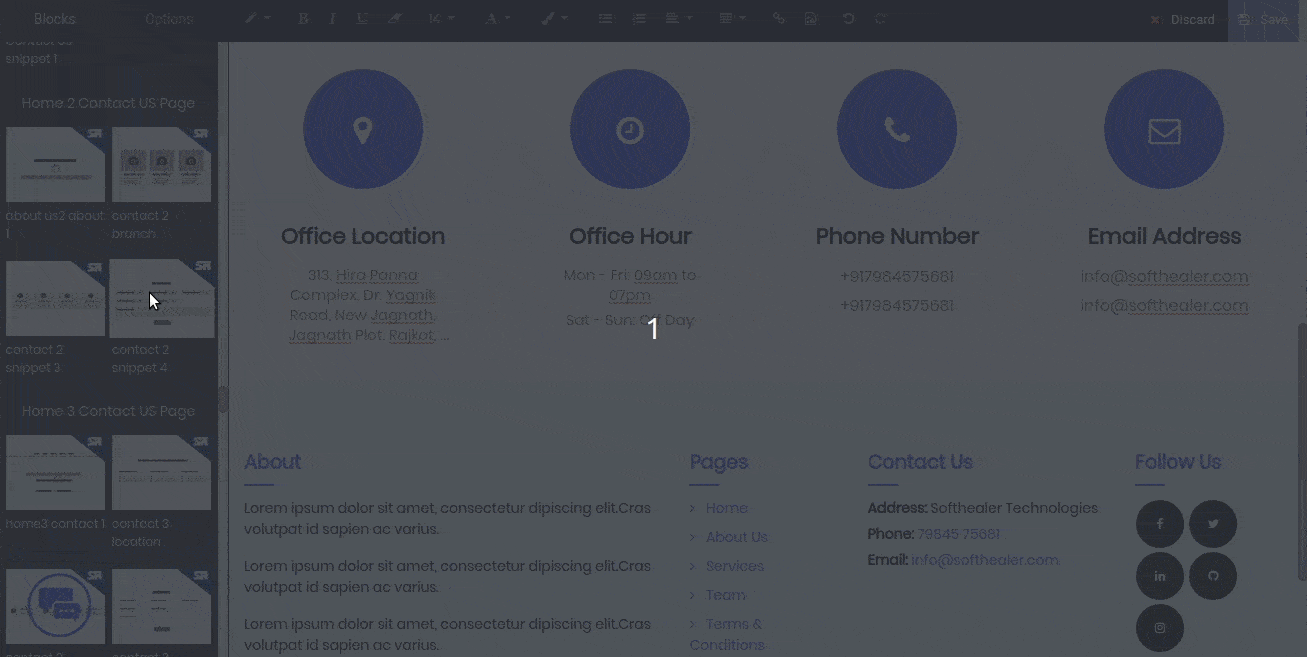 Blocks
Options
B I U
14
A
Discard
Save
snippet 1
Home 2 Contact US Page
about us2 about
1
contact 2
branch
contact 2
snippet 3
contact 2
snippet 4
Home 3 Contact US Page
home3 contact 1
contact 3
location
Office Location
313, Hira Panna
Complex, Dr. Yagnik
Road, New Jagnath,
Jagnath Plot, Rajkot, ...
Office Hour
Mon - Fri: 09am to
07pm
Sat - Sun: Off Day
Phone Number
+917984575681
+917984575681
Email Address
info@softhealer.com
info@softhealer.com
1
About
Lorem ipsum dolor sit amet, consectetur dipiscing elit.Cras
volutpat id sapien ac varius.
Lorem ipsum dolor sit amet, consectetur dipiscing elit.Cras
volutpat id sapien ac varius.
Lorem ipsum dolor sit amet, consectetur dipiscing elit.Cras
volutpat id sapien ac varius.
Pages
Home
About Us
Services
Team
Terms &
Conditions
Contact Us
Address: Softhealer Technologies
Phone: 79845 75681
Email: info@softhealer.com
Follow Us